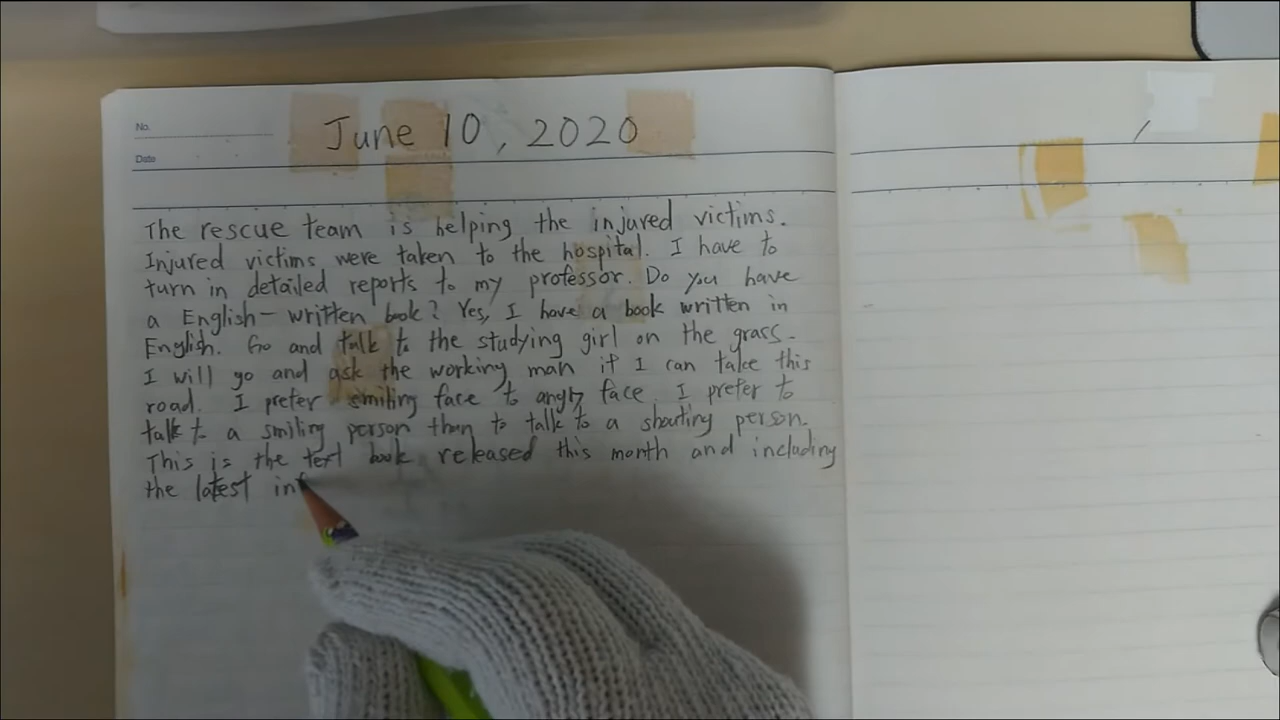 No.
Date
June 10, 2020
The rescue team is helping the injured victims.
Injured victims were taken to the hospital. I have to
turn in detailed reports to my professor. Do you have
a English-written book? Yes, I have a book written in
English. Go and talk to the studying girl on the grass.
I will go and ask the working man if I can take this
road. I prefer smiling face to angry face. I prefer to
talk to a smiling person than to talk to a shouting person.
This is the text book released this month and including
the latest inf